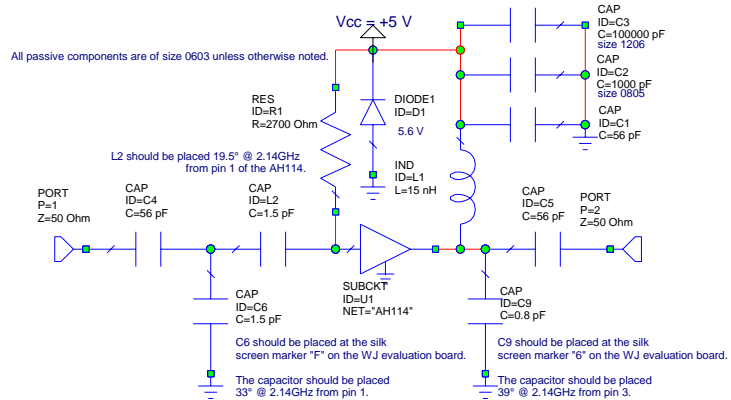 Vcc = +5 V
All passive components are of size 0603 unless otherwise noted.
CAP
ID=C3
C=100000 pF
size 1206
CAP
ID=C2
C=1000 pF
size 0805
CAP
ID=C1
C=56 pF
RES
ID=R1
R=2700 Ohm
DIODE1
ID=D1
5.6 V
L2 should be placed 19.5° @ 2.14GHz
from pin 1 of the AH114.
IND
ID=L1
L=15 nH
PORT
P=1
Z=50 Ohm
CAP
ID=C4
C=56 pF
CAP
ID=L2
C=1.5 pF
CAP
ID=C5
C=56 pF
PORT
P=2
Z=50 Ohm
SUBCKT
ID=U1
NET="AH114"
CAP
ID=C6
C=1.5 pF
CAP
ID=C9
C=0.8 pF
C6 should be placed at the silk
screen marker "F" on the WJ evaluation board.
The capacitor should be placed
33° @ 2.14GHz from pin 1.
C9 should be placed at the silk
screen marker "6" on the WJ evaluation board.
The capacitor should be placed
39° @ 2.14GHz from pin 3.